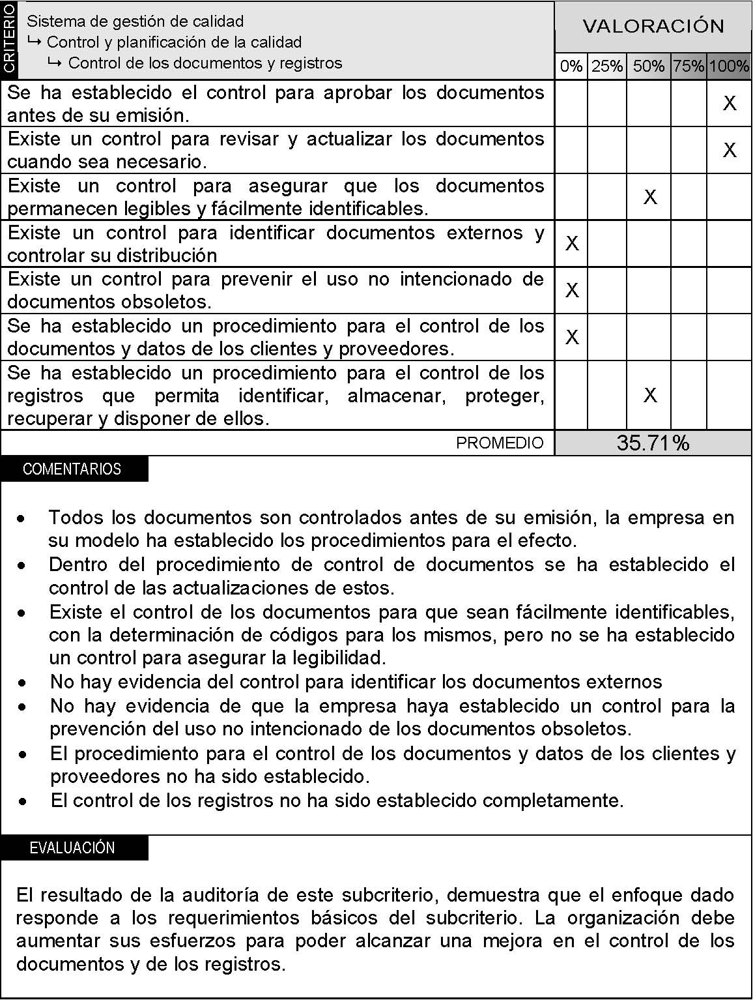 CRITERIO
Sistema de gestión de calidad
↳ Control y planificación de la calidad
↳ Control de los documentos y registros
VALORACIÓN
0% 25% 50% 75% 100%
Se ha establecido el control para aprobar los documentos
antes de su emisión.
X
Existe un control para revisar y actualizar los documentos
cuando sea necesario.
X
Existe un control para asegurar que los documentos
permanecen legibles y fácilmente identificables.
X
Existe un control para identificar documentos externos y
controlar su distribución
X
Existe un control para prevenir el uso no intencionado de
documentos obsoletos.
X
Se ha establecido un procedimiento para el control de los
documentos y datos de los clientes y proveedores.
X
Se ha establecido un procedimiento para el control de los
registros que permita identificar, almacenar, proteger,
recuperar y disponer de ellos.
X
PROMEDIO 35.71%
COMENTARIOS
• Todos los documentos son controlados antes de su emisión, la empresa en
su modelo ha establecido los procedimientos para el efecto.
• Dentro del procedimiento de control de documentos se ha establecido el
control de las actualizaciones de estos.
• Existe el control de los documentos para que sean fácilmente identificables,
con la determinación de códigos para los mismos, pero no se ha establecido
un control para asegurar la legibilidad.
• No hay evidencia del control para identificar los documentos externos
• No hay evidencia de que la empresa haya establecido un control para la
prevención del uso no intencionado de los documentos obsoletos.
• El procedimiento para el control de los documentos y datos de los clientes y
proveedores no ha sido establecido.
• El control de los registros no ha sido establecido completamente.
EVALUACIÓN
El resultado de la auditoría de este subcriterio, demuestra que el enfoque dado
responde a los requerimientos básicos del subcriterio. La organización debe
aumentar sus esfuerzos para poder alcanzar una mejora en el control de los
documentos y de los registros.